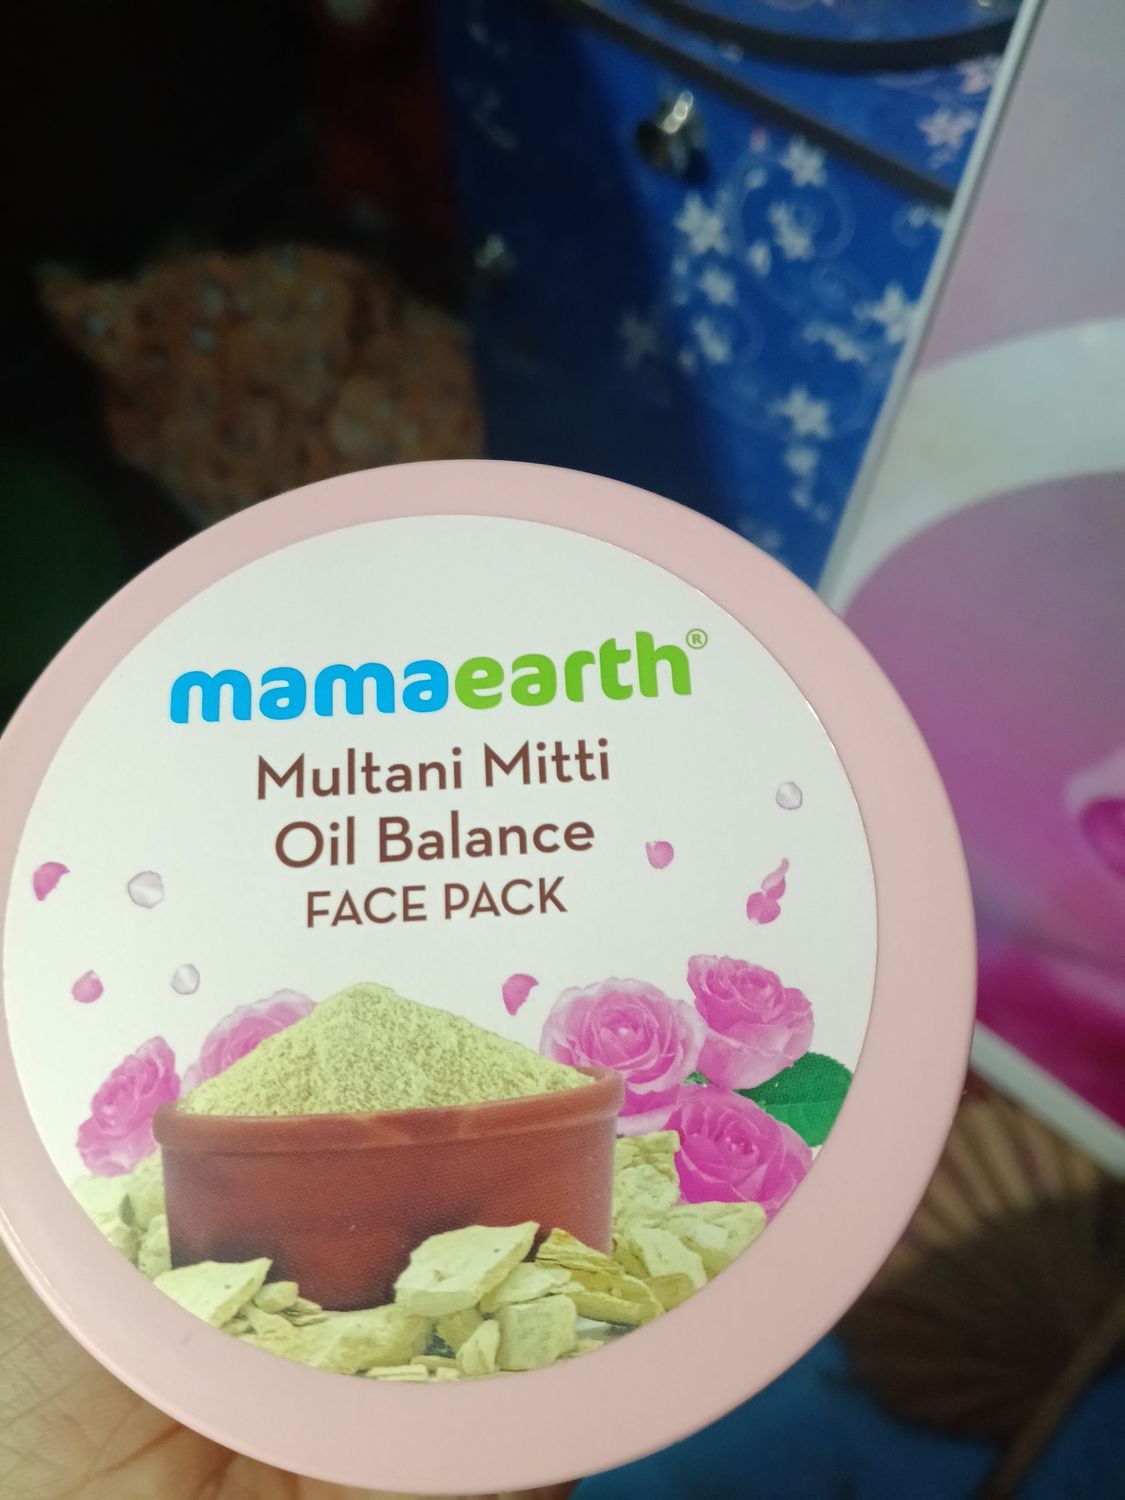 mamaearth®
Multani Mitti
Oil Balance
FACE PACK